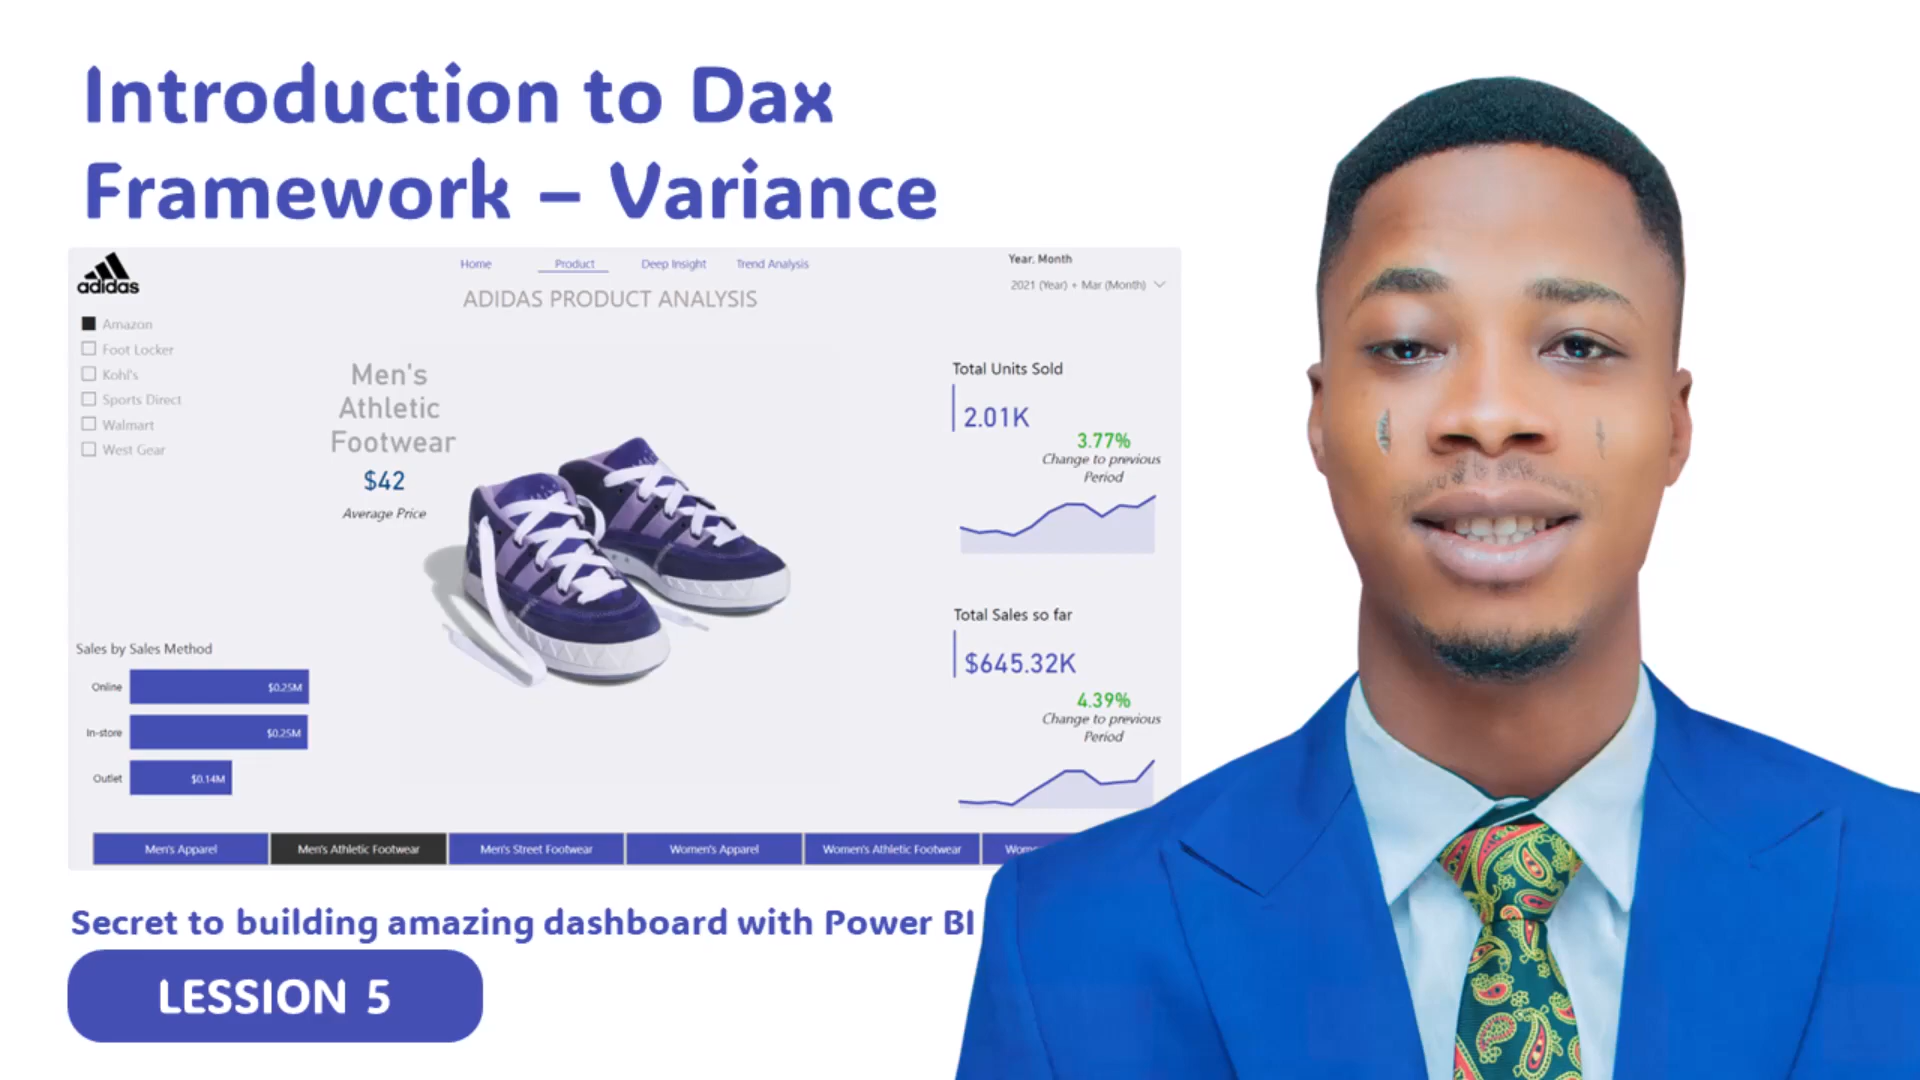 Introduction to Dax
Framework – Variance
adidas
Home
Product
Deep Insight
Trend Analysis
Year, Month
2021 (Year) + Mar (Month)
ADIDAS PRODUCT ANALYSIS
Amazon
Foot Locker
Kohl's
Sports Direct
Walmart
West Gear
Men's
Athletic
Footwear
$42
Average Price
Total Units Sold
2.01K
3.77%
Change to previous
Period
Total Sales so far
$645.32K
4.39%
Change to previous
Period
Sales by Sales Method
Online $0.25M
In-store $0.25M
Outlet $0.14M
Men's Apparel
Men's Athletic Footwear
Men's Street Footwear
Women's Apparel
Women's Athletic Footwear
Secret to building amazing dashboard with Power BI
LESSION 5